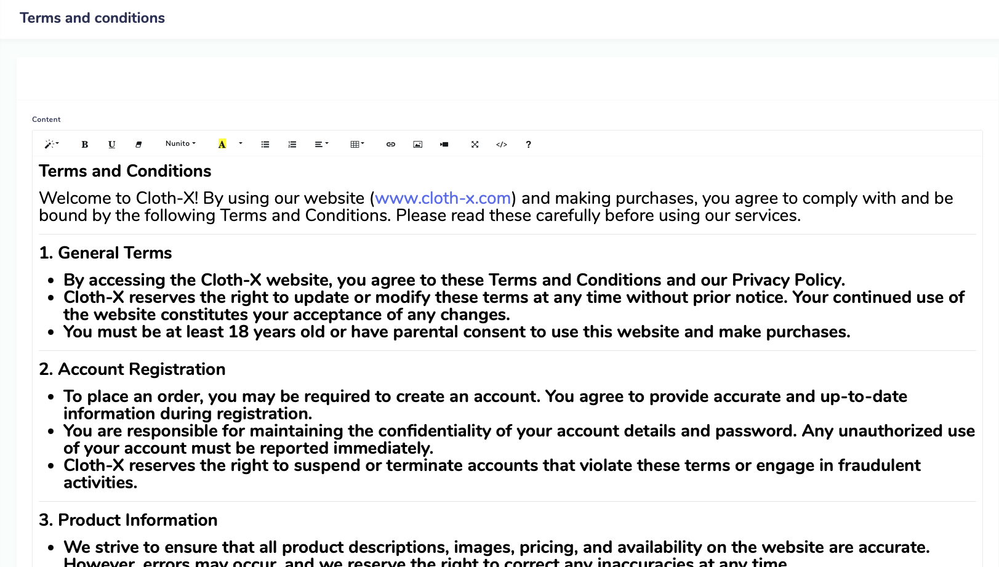 Terms and conditions
Content
B U Nunito A </> ?
Terms and Conditions
Welcome to Cloth-X! By using our website (www.cloth-x.com) and making purchases, you agree to comply with and be
bound by the following Terms and Conditions. Please read these carefully before using our services.
1. General Terms
• By accessing the Cloth-X website, you agree to these Terms and Conditions and our Privacy Policy.
• Cloth-X reserves the right to update or modify these terms at any time without prior notice. Your continued use of
the website constitutes your acceptance of any changes.
• You must be at least 18 years old or have parental consent to use this website and make purchases.
2. Account Registration
• To place an order, you may be required to create an account. You agree to provide accurate and up-to-date
information during registration.
• You are responsible for maintaining the confidentiality of your account details and password. Any unauthorized use
of your account must be reported immediately.
• Cloth-X reserves the right to suspend or terminate accounts that violate these terms or engage in fraudulent
activities.
3. Product Information
• We strive to ensure that all product descriptions, images, pricing, and availability on the website are accurate.
However, errors may occur, and we reserve the right to correct any inaccuracies at any time.